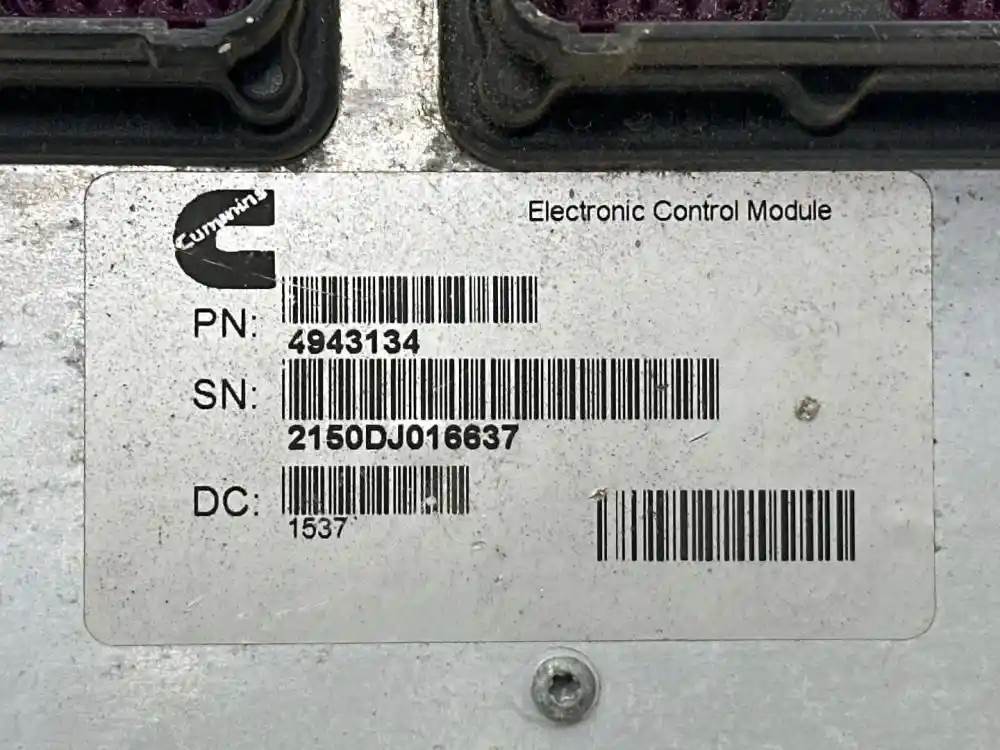 Cummins
Electronic Control Module
PN:
4943134
SN:
2150DJ016637
DC:
1537